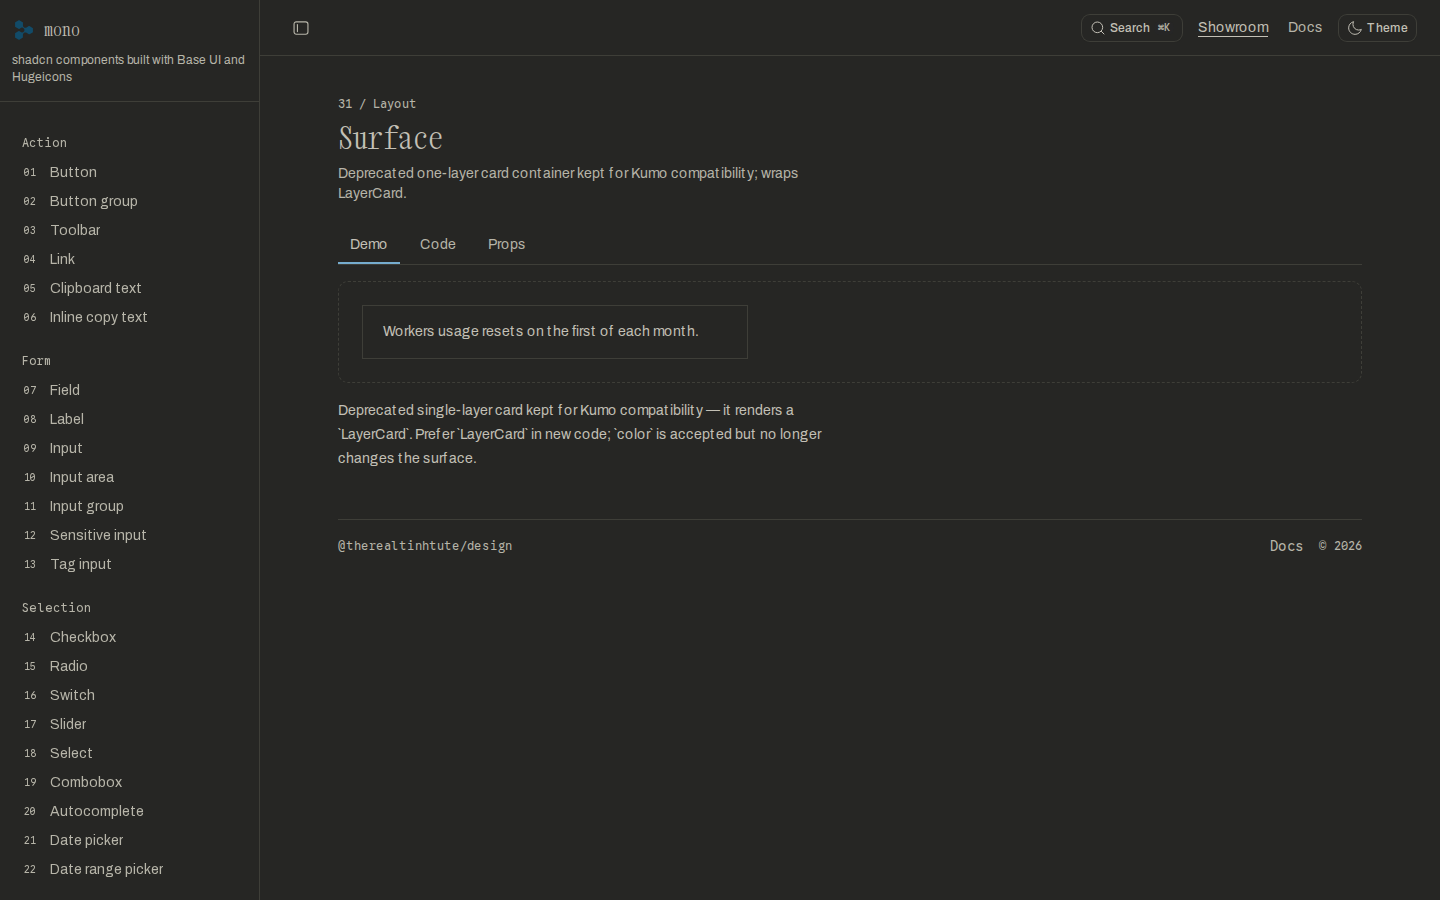 mono
shadcn components built with Base UI and
Hugeicons
Action
01 Button
02 Button group
03 Toolbar
04 Link
05 Clipboard text
06 Inline copy text
Form
07 Field
08 Label
09 Input
10 Input area
11 Input group
12 Sensitive input
13 Tag input
Selection
14 Checkbox
15 Radio
16 Switch
17 Slider
18 Select
19 Combobox
20 Autocomplete
21 Date picker
22 Date range picker
Search ⌘K Showroom Docs Theme
31 / Layout
Surface
Deprecated one-layer card container kept for Kumo compatibility; wraps
LayerCard.
Demo Code Props
Workers usage resets on the first of each month.
Deprecated single-layer card kept for Kumo compatibility — it renders a
`LayerCard`. Prefer `LayerCard` in new code; `color` is accepted but no longer
changes the surface.
@therealtinhtute/design Docs © 2026